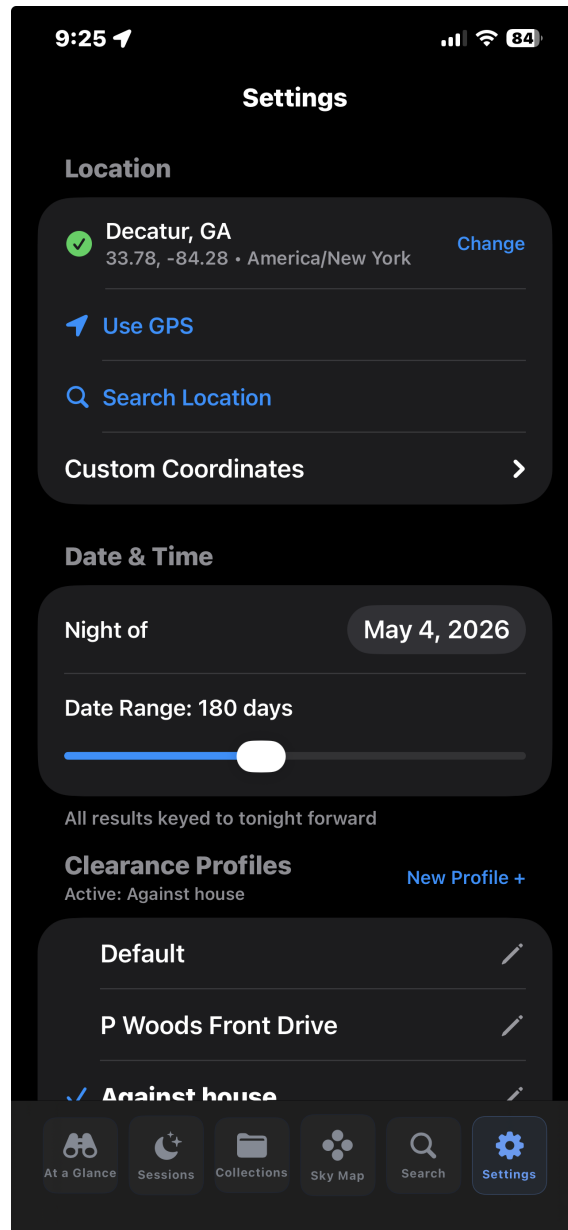 9:25
84
Settings
Location
Decatur, GA
33.78, -84.28 • America/New York
Change
Use GPS
Search Location
Custom Coordinates
Date & Time
Night of
May 4, 2026
Date Range: 180 days
All results keyed to tonight forward
Clearance Profiles
Active: Against house
New Profile +
Default
P Woods Front Drive
Against house
At a Glance
Sessions
Collections
Sky Map
Search
Settings